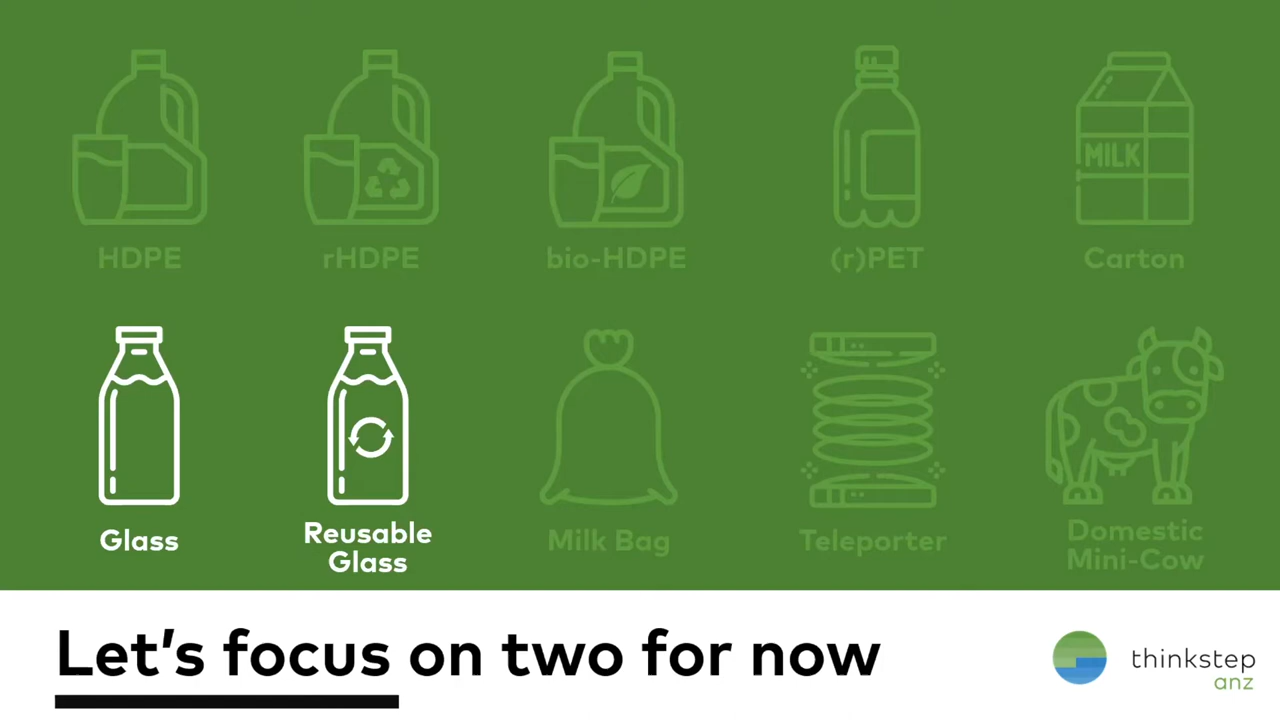 HDPE
rHDPE
bio-HDPE
(r)PET
MILK
Carton
Glass
Reusable
Glass
Milk Bag
Teleporter
Domestic
Mini-Cow
Let's focus on two for now
thinkstep
anz